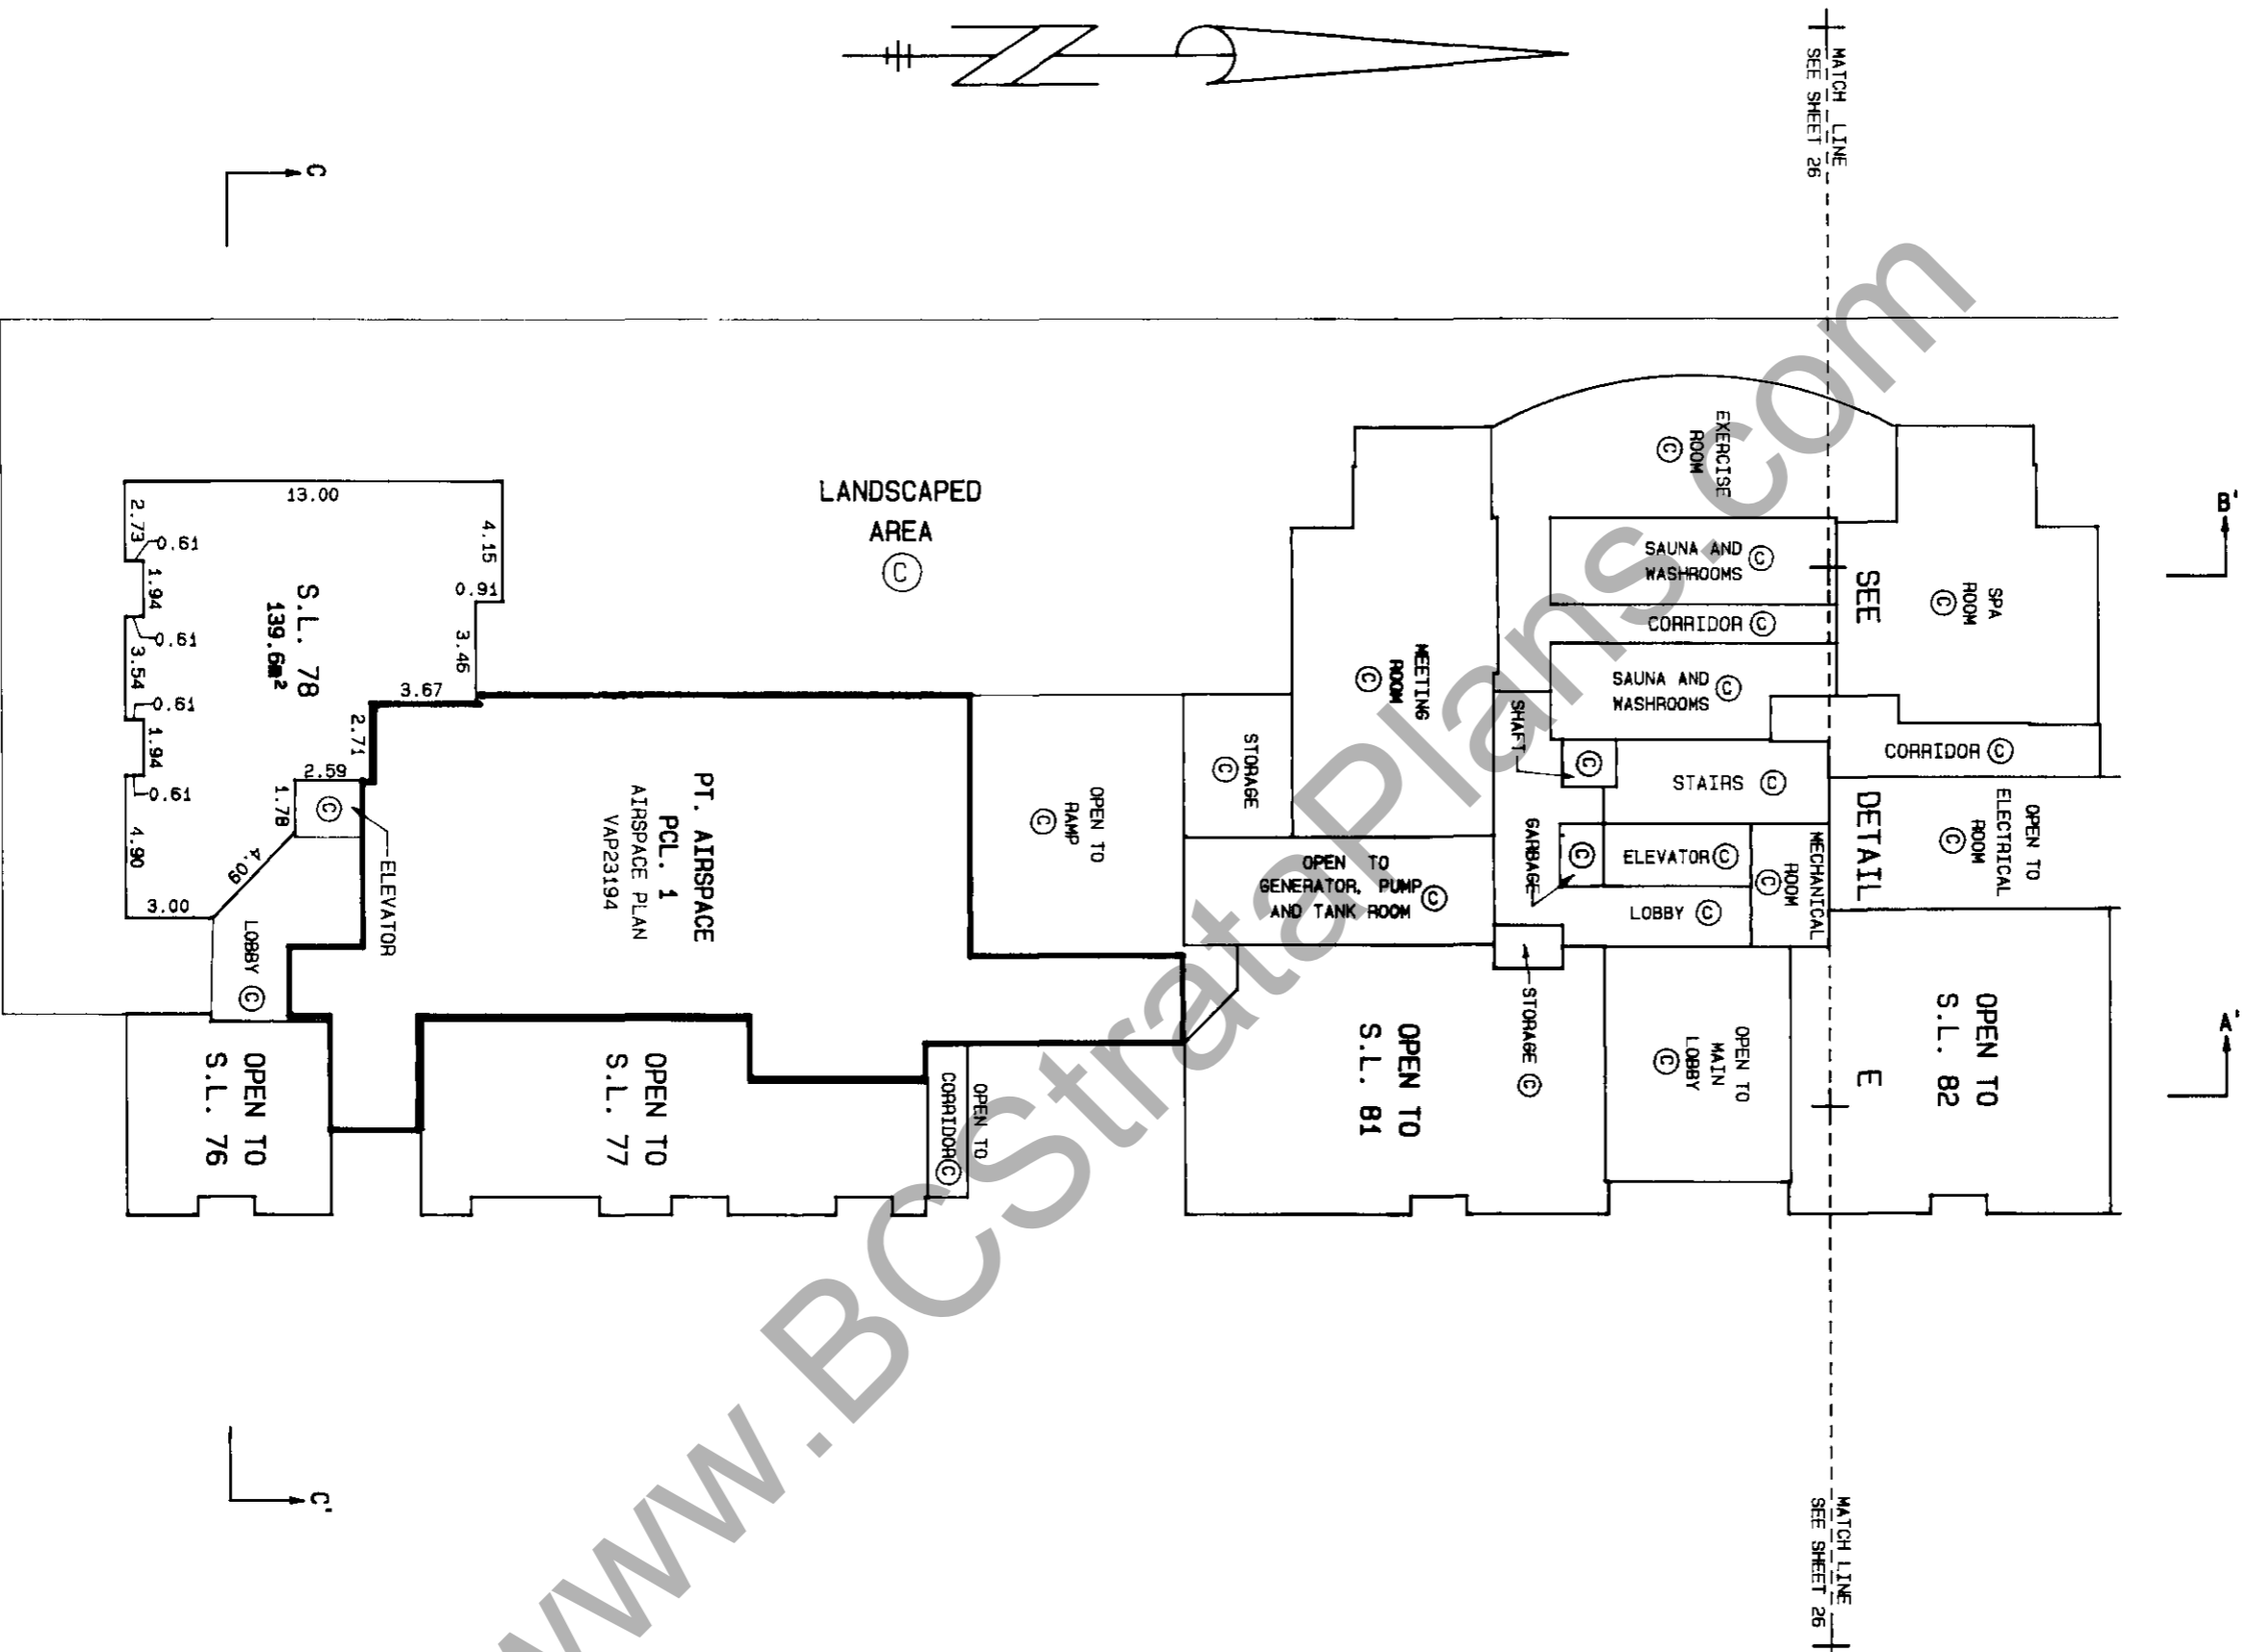 MATCH LINE
SEE SHEET 26
C
B'
LANDSCAPED
AREA
C
EXERCISE
ROOM
C
SAUNA AND
WASHROOMS C
CORRIDOR C
SAUNA AND
WASHROOMS C
SPA
ROOM
C
SEE
DETAIL
E
MEETING
ROOM
C
SHAFT
C
STAIRS C
CORRIDOR C
OPEN TO
ELECTRICAL
ROOM
C
13.00
2.73
0.61
1.94
0.61
3.54
0.61
1.94
0.61
4.90
4.15
0.91
3.46
3.67
2.71
2.59
1.78
4.09
3.00
S.L. 78
139.6m²
C
ELEVATOR
LOBBY C
PT. AIRSPACE
PCL. 1
AIRSPACE PLAN
VAP23194
OPEN TO
RAMP
C
STORAGE
C
OPEN TO
GENERATOR, PUMP
AND TANK ROOM C
GARBAGE
C
ELEVATOR C
LOBBY C
MECHANICAL
ROOM
C
STORAGE C
OPEN TO
MAIN
LOBBY
C
A'
OPEN TO
S.L. 76
OPEN TO
S.L. 77
OPEN TO
CORRIDOR C
OPEN TO
S.L. 81
OPEN TO
S.L. 82
C'
MATCH LINE
SEE SHEET 26
www.BCStrataPlans.com